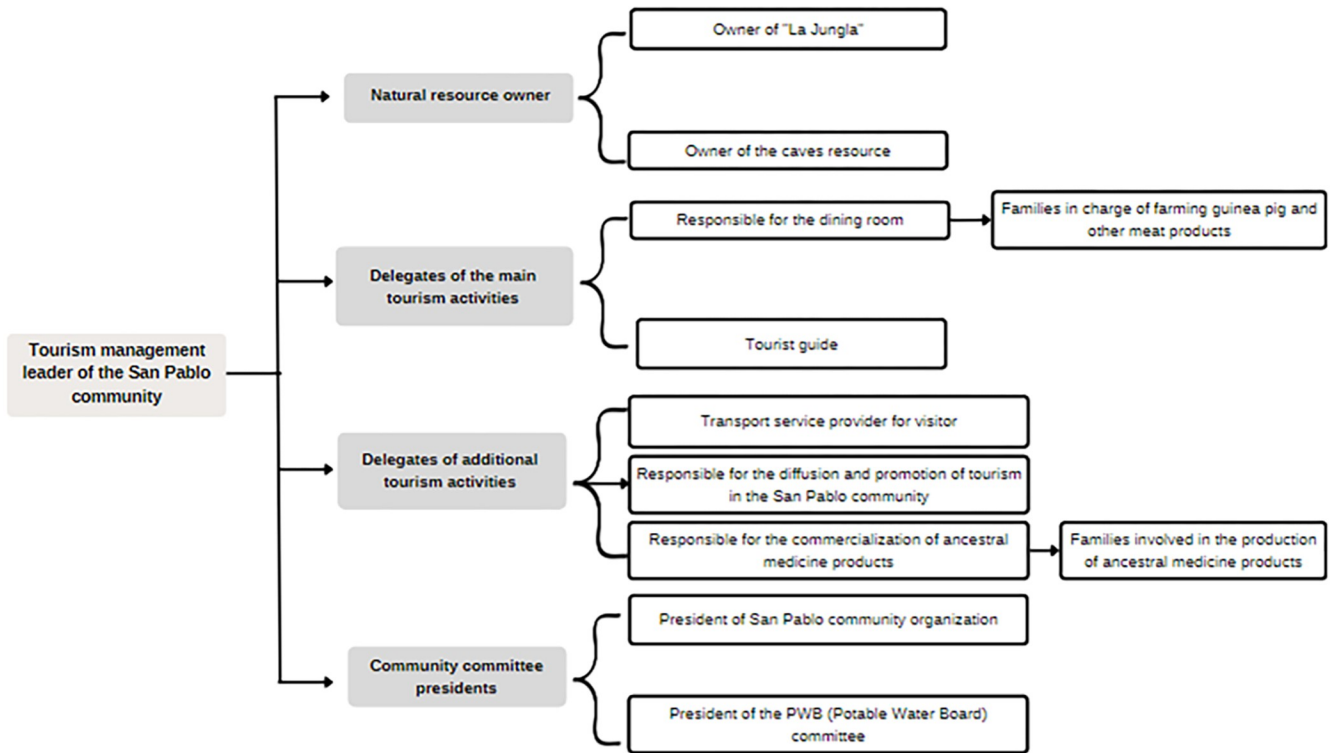 Tourism management
leader of the San Pablo
community
Natural resource owner
Owner of "La Jungla"
Owner of the caves resource
Delegates of the main
tourism activities
Responsible for the dining room
Families in charge of farming guinea pig and
other meat products
Tourist guide
Delegates of additional
tourism activities
Transport service provider for visitor
Responsible for the diffusion and promotion of tourism
in the San Pablo community
Responsible for the commercialization of ancestral
medicine products
Families involved in the production
of ancestral medicine products
Community committee
presidents
President of San Pablo community organization
President of the PWB (Potable Water Board)
committee